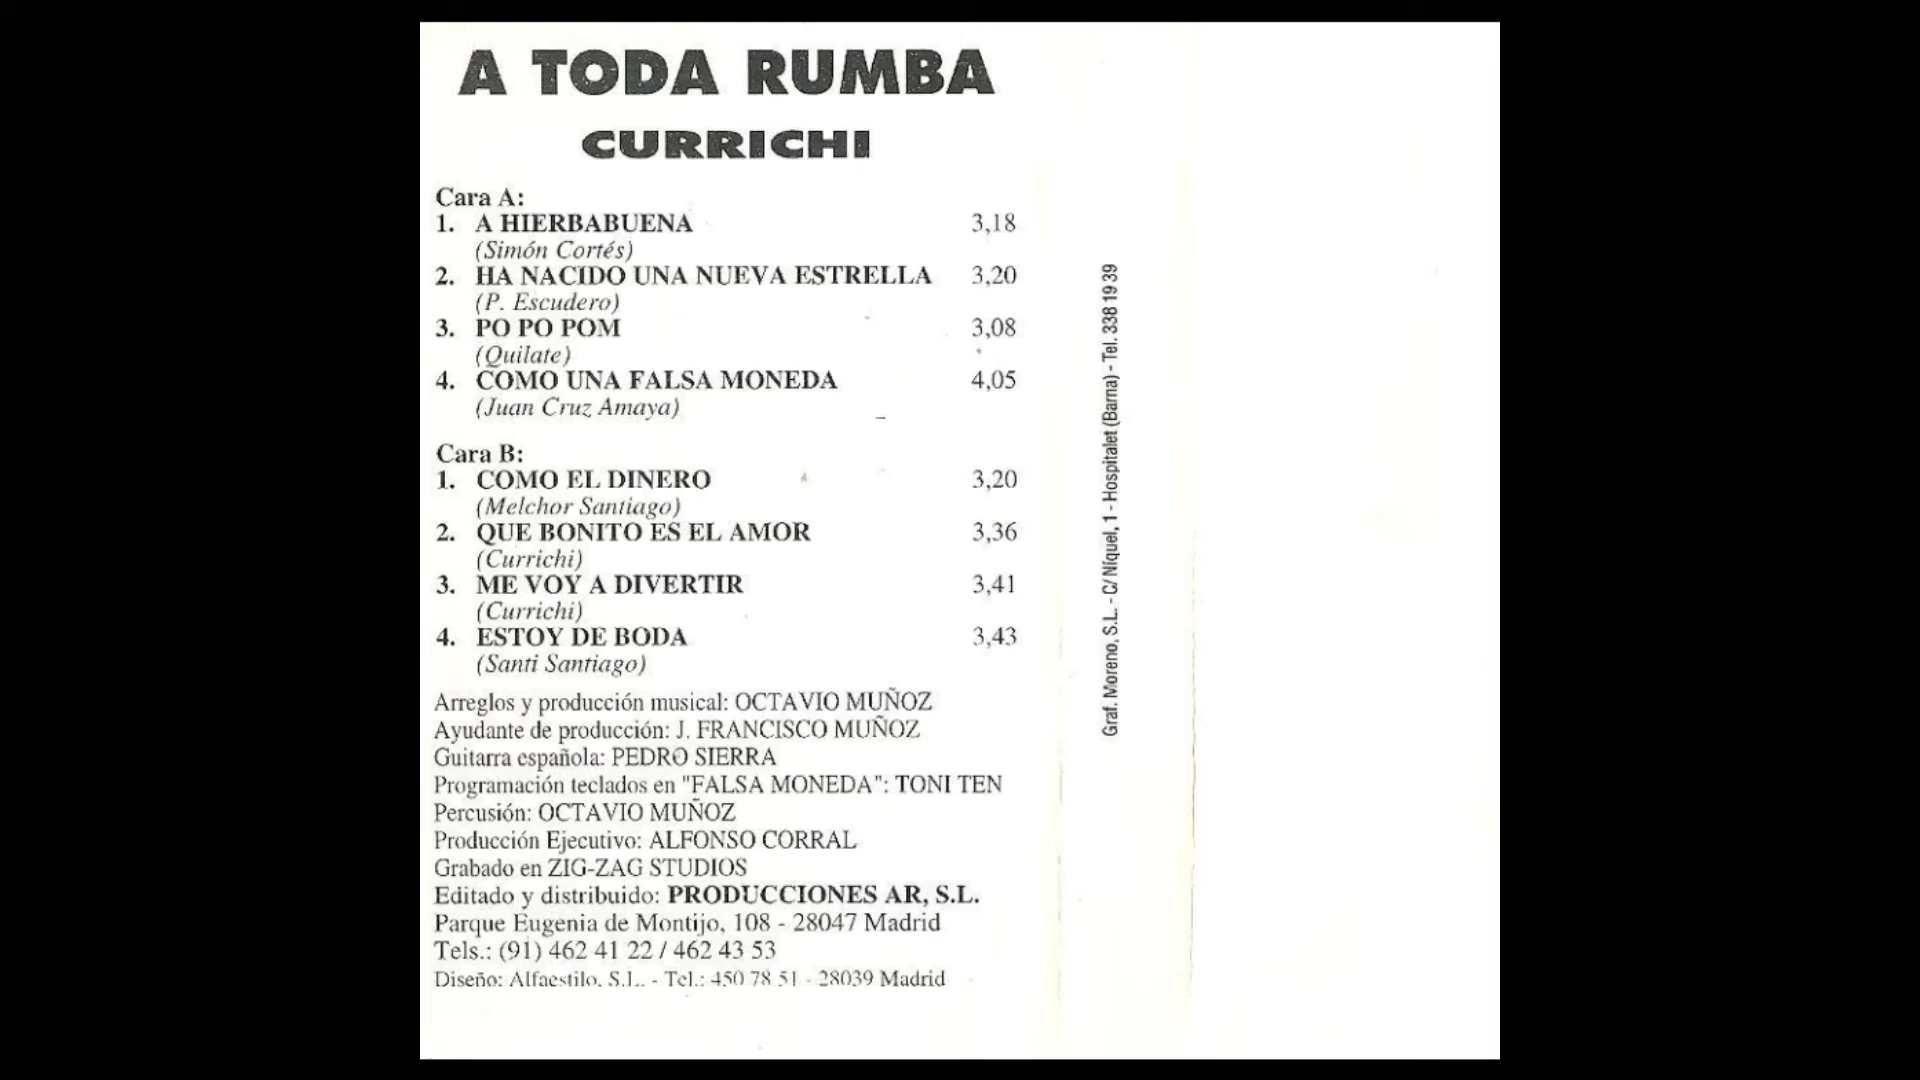 A TODA RUMBA
CURRICHI
Cara A:
1. A HIERBABUENA 3,18
(Simón Cortés)
2. HA NACIDO UNA NUEVA ESTRELLA 3,20
(P. Escudero)
3. PO PO POM 3,08
(Quilate)
4. COMO UNA FALSA MONEDA 4,05
(Juan Cruz Amaya)
Cara B:
1. COMO EL DINERO 3,20
(Melchor Santiago)
2. QUE BONITO ES EL AMOR 3,36
(Currichi)
3. ME VOY A DIVERTIR 3,41
(Currichi)
4. ESTOY DE BODA 3,43
(Santi Santiago)
Arreglos y producción musical: OCTAVIO MUÑOZ
Ayudante de producción: J. FRANCISCO MUÑOZ
Guitarra española: PEDRO SIERRA
Programación teclados en "FALSA MONEDA": TONI TEN
Percusión: OCTAVIO MUÑOZ
Producción Ejecutivo: ALFONSO CORRAL
Grabado en ZIG-ZAG STUDIOS
Editado y distribuido: PRODUCCIONES AR, S.L.
Parque Eugenia de Montijo, 108 - 28047 Madrid
Tels.: (91) 462 41 22 / 462 43 53
Diseño: Alfaestilo, S.L. - Tel.: 450 78 51 - 28039 Madrid
Graf. Moreno, S.L. - C/ Níquel, 1 - Hospitalet (Barna) - Tel. 338 19 39